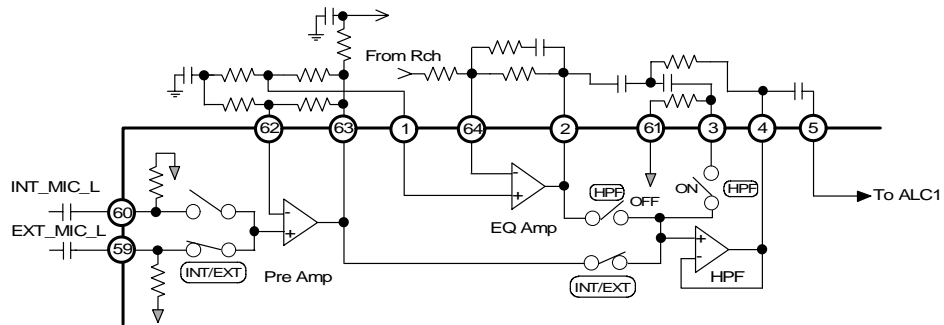 From Rch
62
63
1
64
2
61
3
4
5
INT_MIC_L
60
EXT_MIC_L
59
INT/EXT
-
+
Pre Amp
-
+
EQ Amp
HPF
OFF
ON
HPF
To ALC1
INT/EXT
+
-
HPF